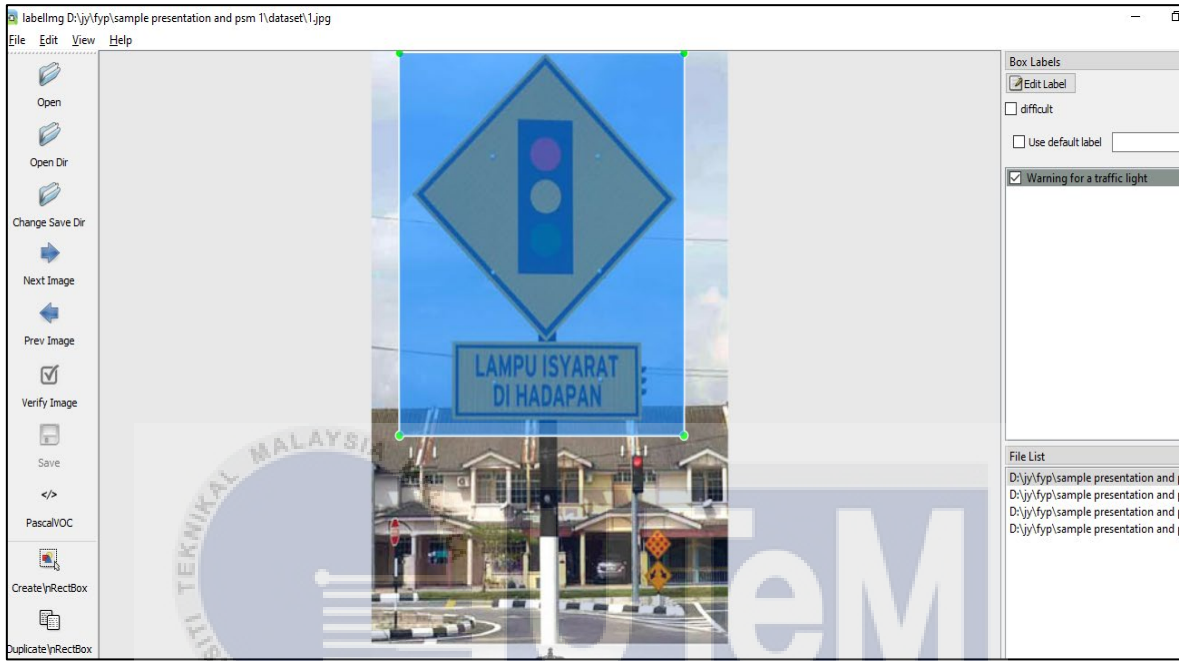 labelImg D:\jy\fyp\sample presentation and psm 1\dataset\1.jpg
File Edit View Help
Open
Open Dir
Change Save Dir
Next Image
Prev Image
Verify Image
Save
</>
PascalVOC
Create\nRectBox
Duplicate\nRectBox
LAMPU ISYARAT
DI HADAPAN
Box Labels
Edit Label
difficult
Use default label
Warning for a traffic light
File List
D:\jy\fyp\sample presentation and p
D:\jy\fyp\sample presentation and p
D:\jy\fyp\sample presentation and p
D:\jy\fyp\sample presentation and p
SITI TEKNIKAL MALAYSIA
UTeM